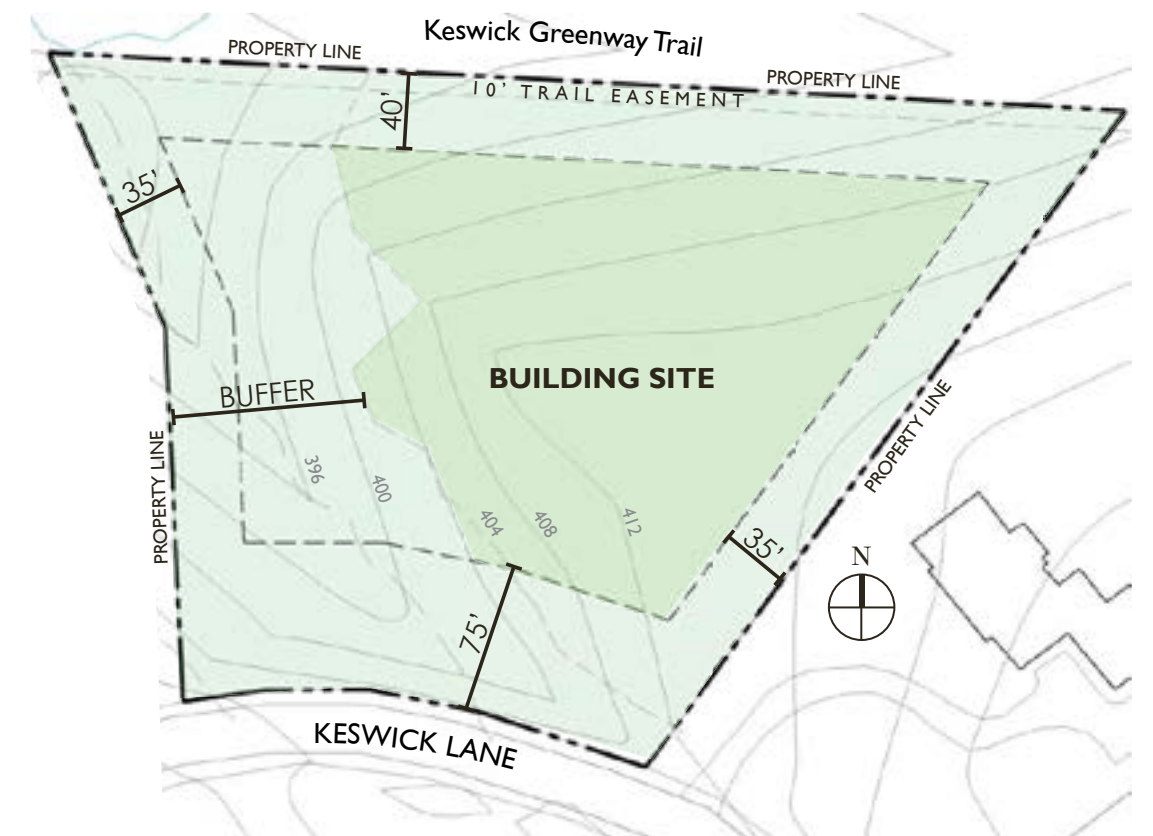 Keswick Greenway Trail
PROPERTY LINE
PROPERTY LINE
10' TRAIL EASEMENT
40'
35'
BUILDING SITE
BUFFER
PROPERTY LINE
PROPERTY LINE
396
400
404
408
412
35'
N
75'
KESWICK LANE